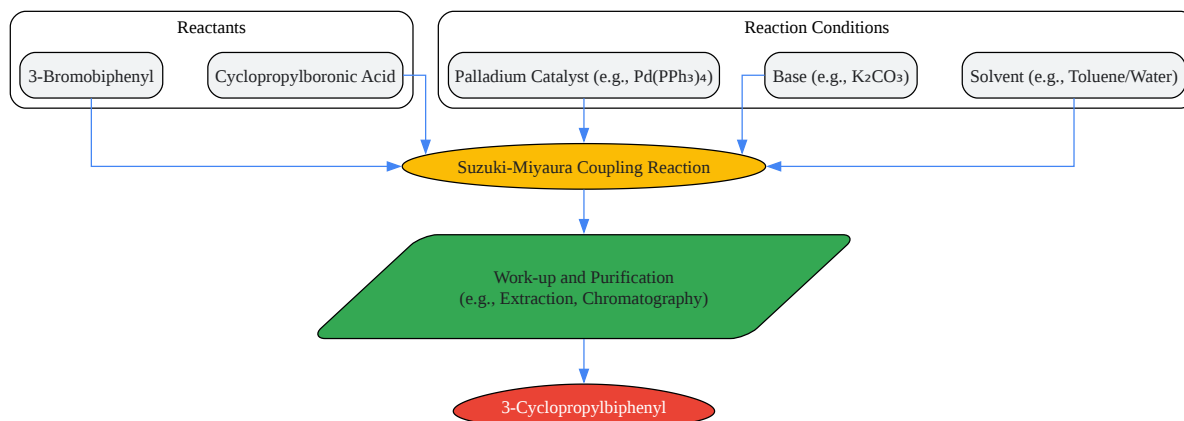 Reactants
Reaction Conditions
3-Bromobiphenyl
Cyclopropylboronic Acid
Palladium Catalyst (e.g., Pd(PPh₃)₄)
Base (e.g., K₂CO₃)
Solvent (e.g., Toluene/Water)
Suzuki-Miyaura Coupling Reaction
Work-up and Purification
(e.g., Extraction, Chromatography)
3-Cyclopropylbiphenyl